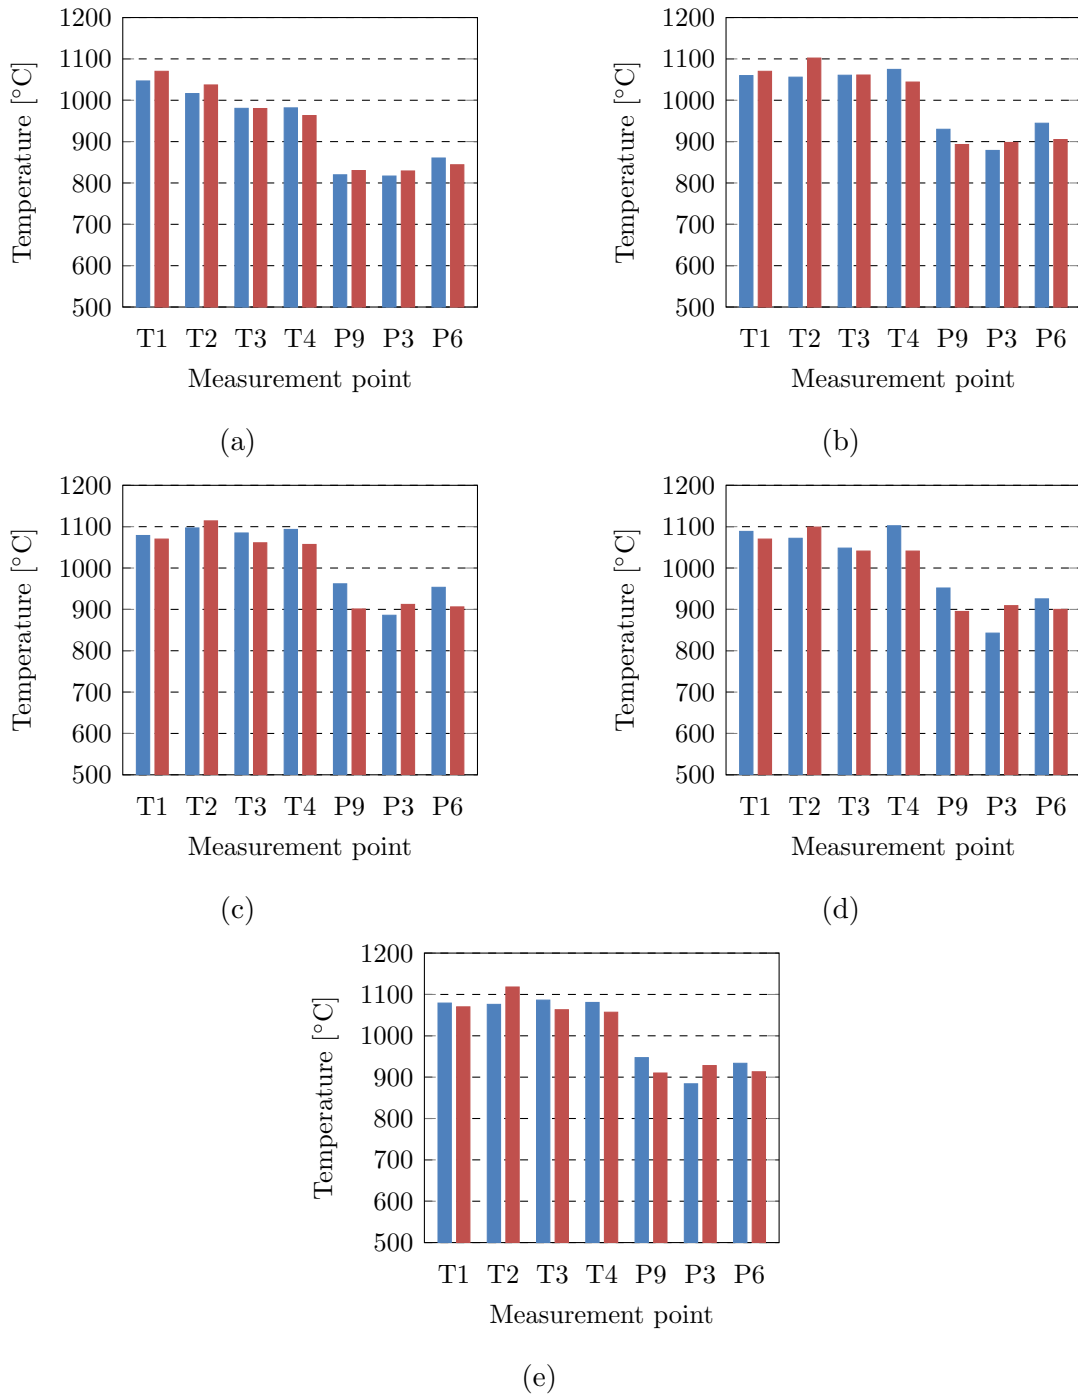 1200
1100
1000
900
800
700
600
500
Temperature [°C]
T1 T2 T3 T4 P9 P3 P6
Measurement point
(a)
1200
1100
1000
900
800
700
600
500
Temperature [°C]
T1 T2 T3 T4 P9 P3 P6
Measurement point
(b)
1200
1100
1000
900
800
700
600
500
Temperature [°C]
T1 T2 T3 T4 P9 P3 P6
Measurement point
(c)
1200
1100
1000
900
800
700
600
500
Temperature [°C]
T1 T2 T3 T4 P9 P3 P6
Measurement point
(d)
1200
1100
1000
900
800
700
600
500
Temperature [°C]
T1 T2 T3 T4 P9 P3 P6
Measurement point
(e)